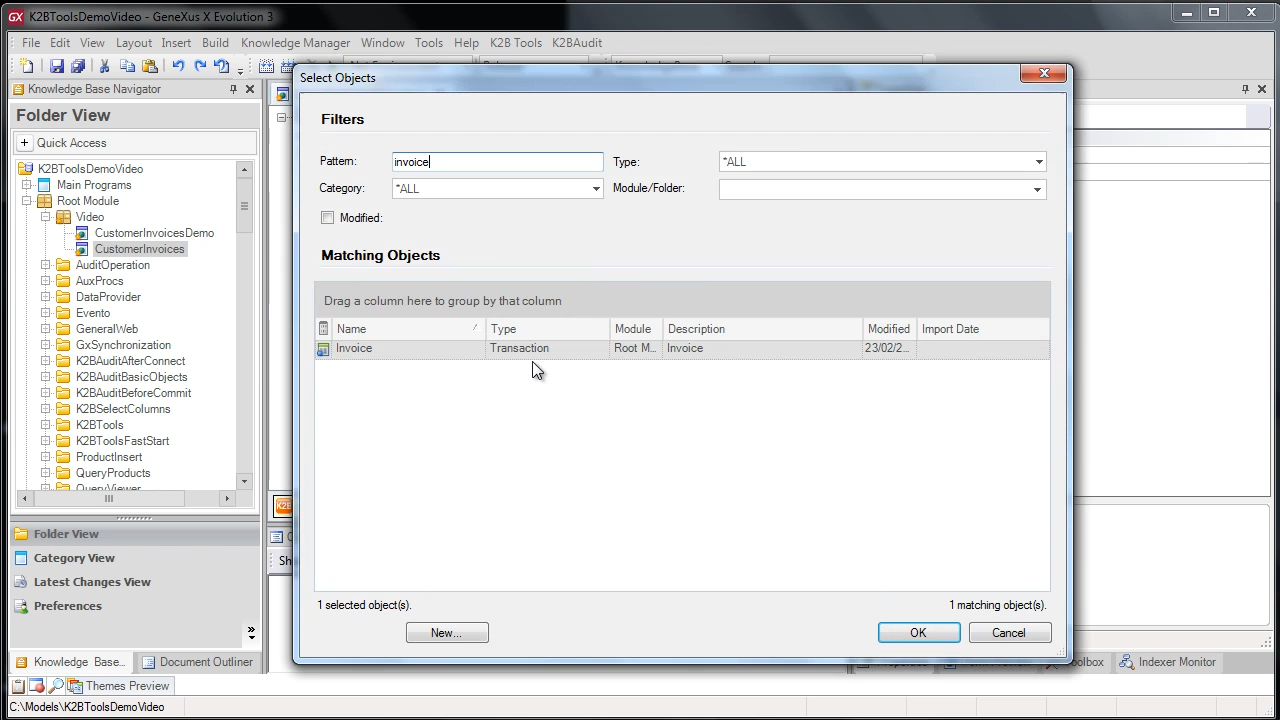 GX K2BToolsDemoVideo - GeneXus X Evolution 3
File Edit View Layout Insert Build Knowledge Manager Window Tools Help K2B Tools K2BAudit
Knowledge Base Navigator
Folder View
Quick Access
K2BToolsDemoVideo
Main Programs
Root Module
Video
CustomerInvoicesDemo
CustomerInvoices
AuditOperation
AuxProcs
DataProvider
Evento
GeneralWeb
GxSynchronization
K2BAuditAfterConnect
K2BAuditBasicObjects
K2BAuditBeforeCommit
K2BSelectColumns
K2BTools
K2BToolsFastStart
ProductInsert
QueryProducts
QueryViewer
Folder View
Category View
Latest Changes View
Preferences
Knowledge Base... Document Outliner
Themes Preview
C:\Models\K2BToolsDemoVideo
Select Objects
Filters
Pattern: invoice Type: *ALL
Category: *ALL Module/Folder:
Modified:
Matching Objects
Drag a column here to group by that column
Name Type Module Description Modified Import Date
Invoice Transaction Root M... Invoice 23/02/2...
1 selected object(s). 1 matching object(s).
New... OK Cancel
K2B
Sh
Indexer Monitor